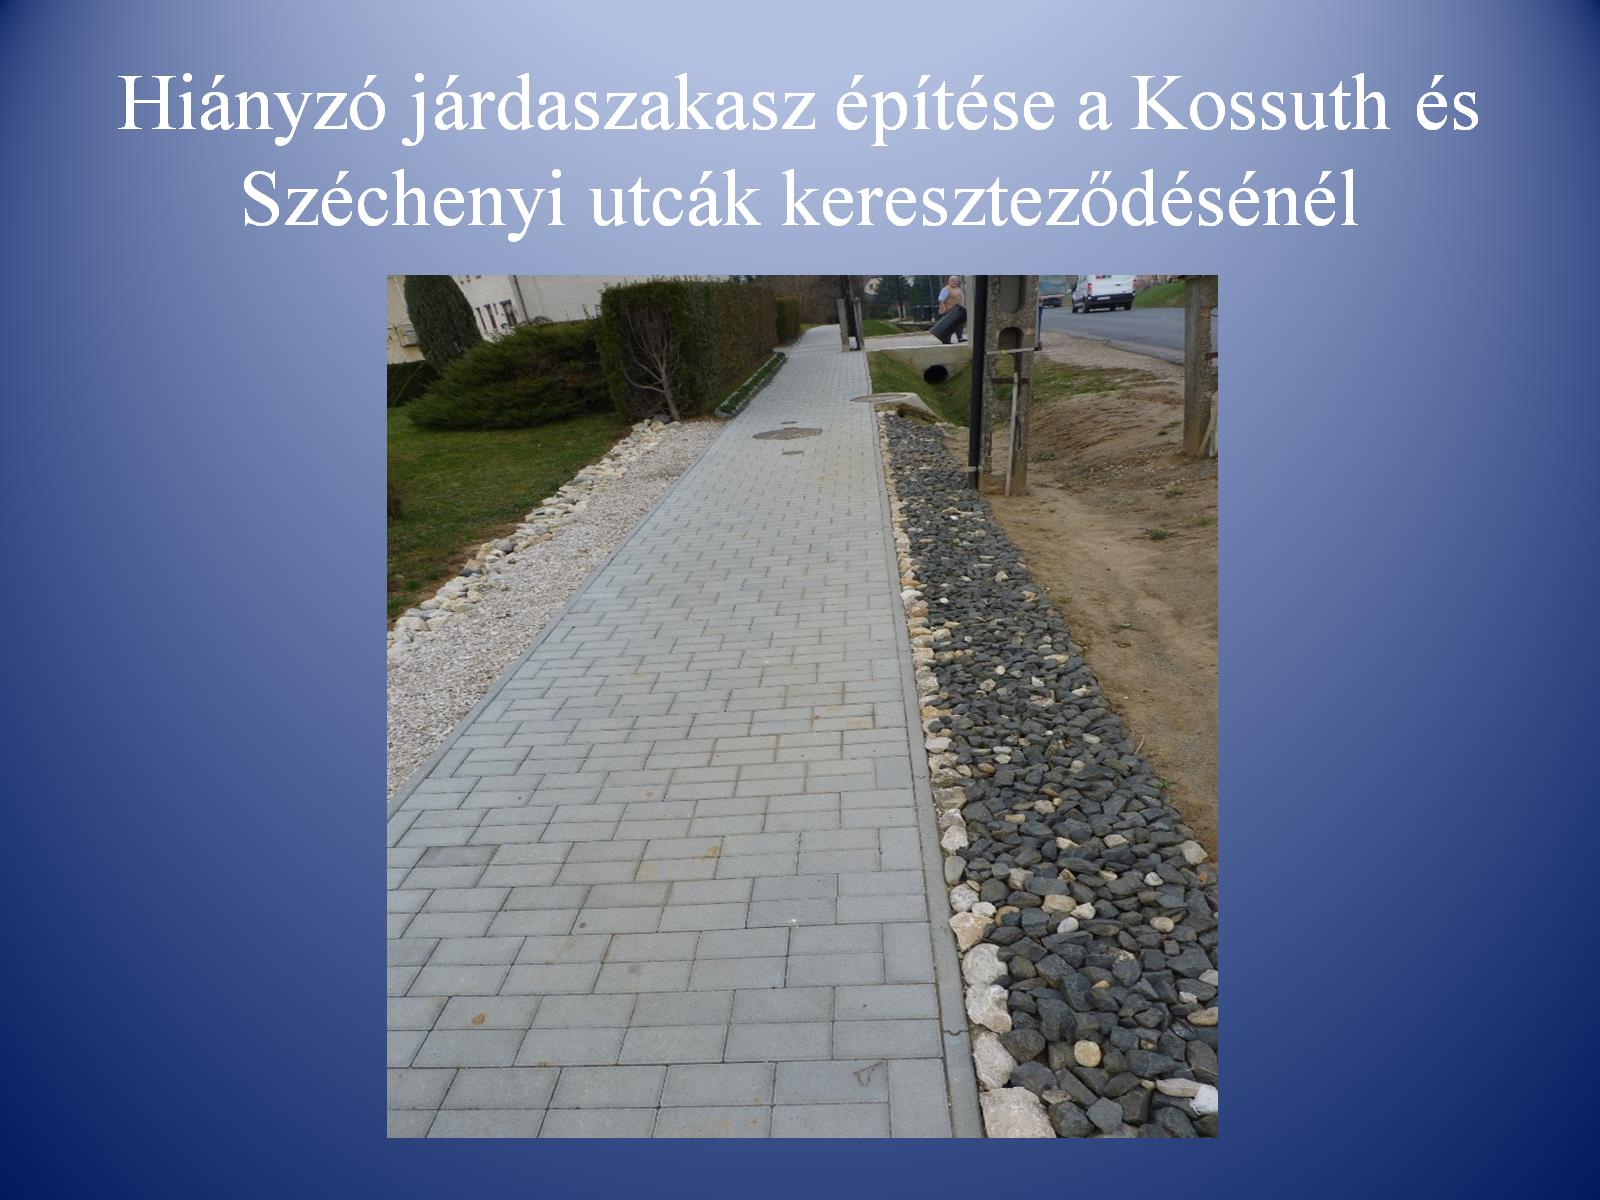 Hiányzó járdaszakasz építése a Kossuth és
Széchenyi utcák kereszteződésénél